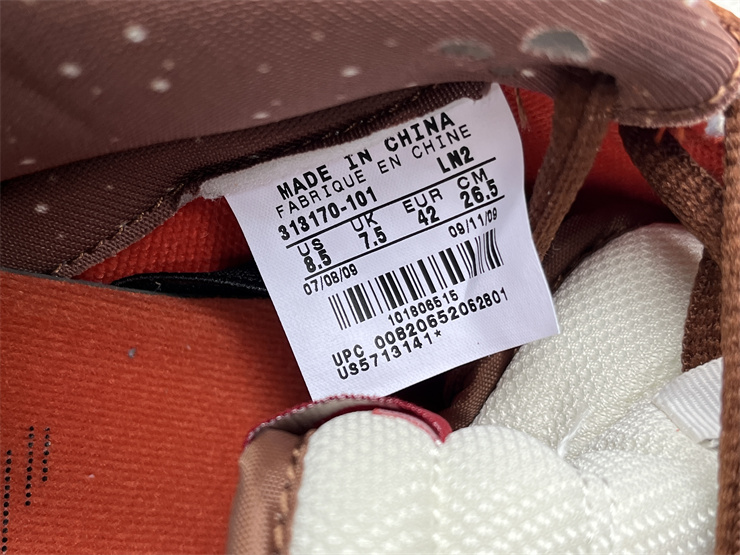 MADE IN CHINA
FABRIQUE EN CHINE
313170-101 LN2
US UK EUR CM
8.5 7.5 42 26.5
07/08/09 09/11/09
101806515
UPC 00820652062801
US5713141*